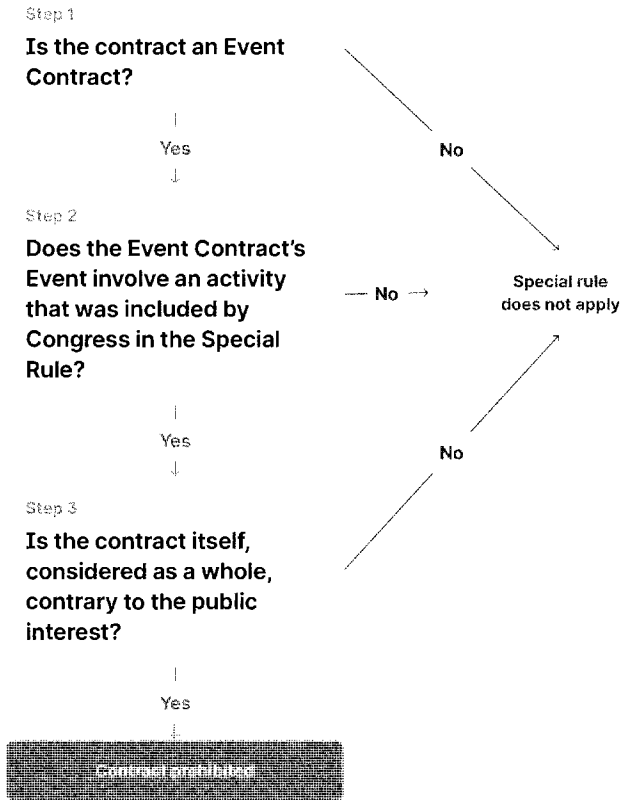 Step 1
Is the contract an Event
Contract?
No
Yes
Step 2
Does the Event Contract's
Event involve an activity
that was included by
Congress in the Special
Rule?
No
Special rule
does not apply
Yes
No
Step 3
Is the contract itself,
considered as a whole,
contrary to the public
interest?
Yes
Contract prohibited